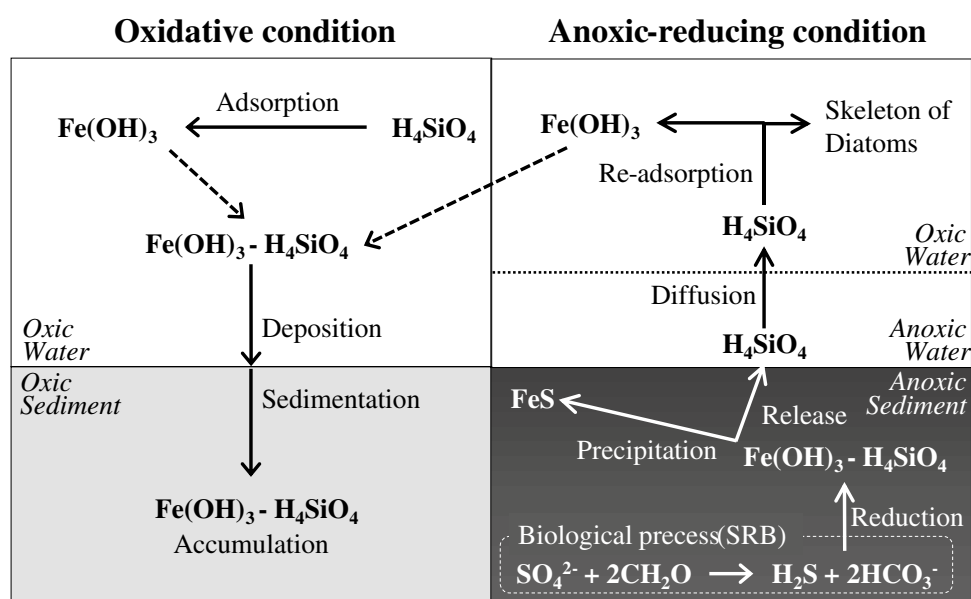 Oxidative condition
Adsorption
Fe(OH)₃
H₄SiO₄
Fe(OH)₃ - H₄SiO₄
Deposition
Oxic
Water
Oxic
Sediment
Sedimentation
Fe(OH)₃ - H₄SiO₄
Accumulation
Anoxic-reducing condition
Fe(OH)₃
Skeleton of
Diatoms
Re-adsorption
H₄SiO₄
Oxic
Water
Diffusion
H₄SiO₄
Anoxic
Water
Anoxic
Sediment
FeS
Release
Precipitation
Fe(OH)₃ - H₄SiO₄
Reduction
Biological precess(SRB)
SO₄²⁻ + 2CH₂O → H₂S + 2HCO₃⁻